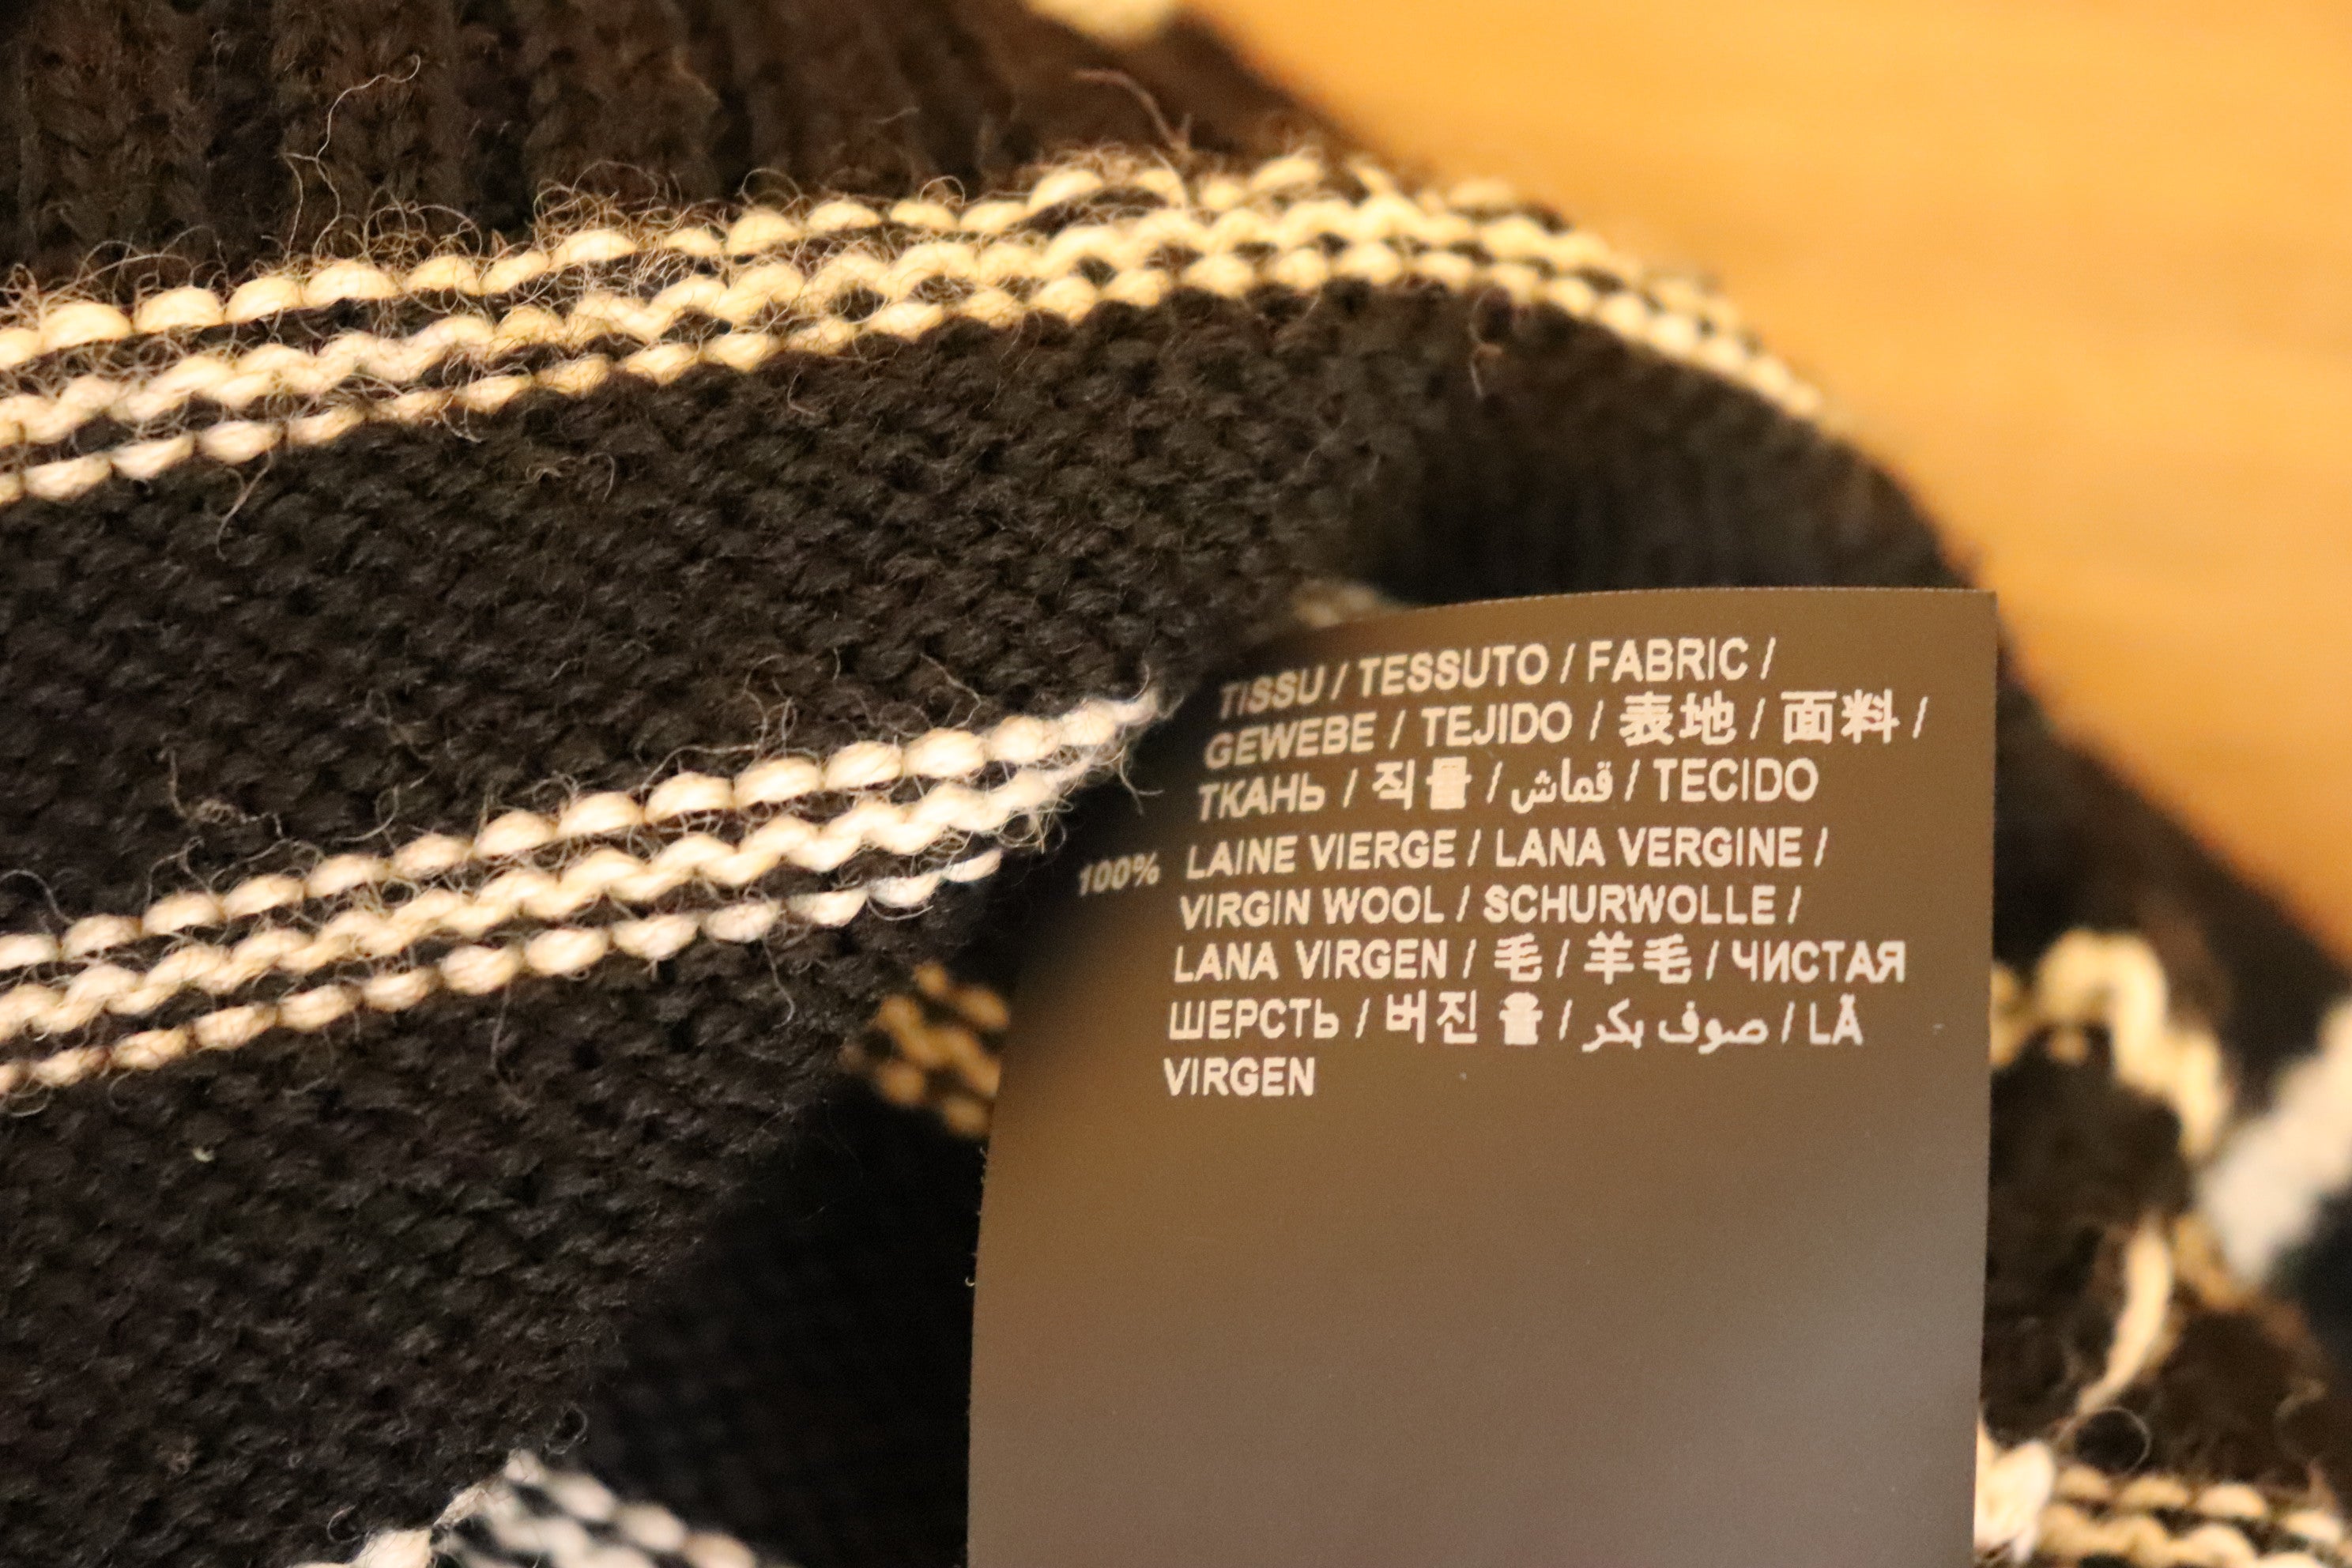 TISSU / TESSUTO / FABRIC /
GEWEBE / TEJIDO / 表地 / 面料 /
ТКАНЬ / 직물 / قماش / TECIDO
100% LAINE VIERGE / LANA VERGINE /
VIRGIN WOOL / SCHURWOLLE /
LANA VIRGEN / 毛 / 羊毛 / ЧИСТАЯ
ШЕРСТЬ / 버진 울 / صوف بكر / LÃ
VIRGEN